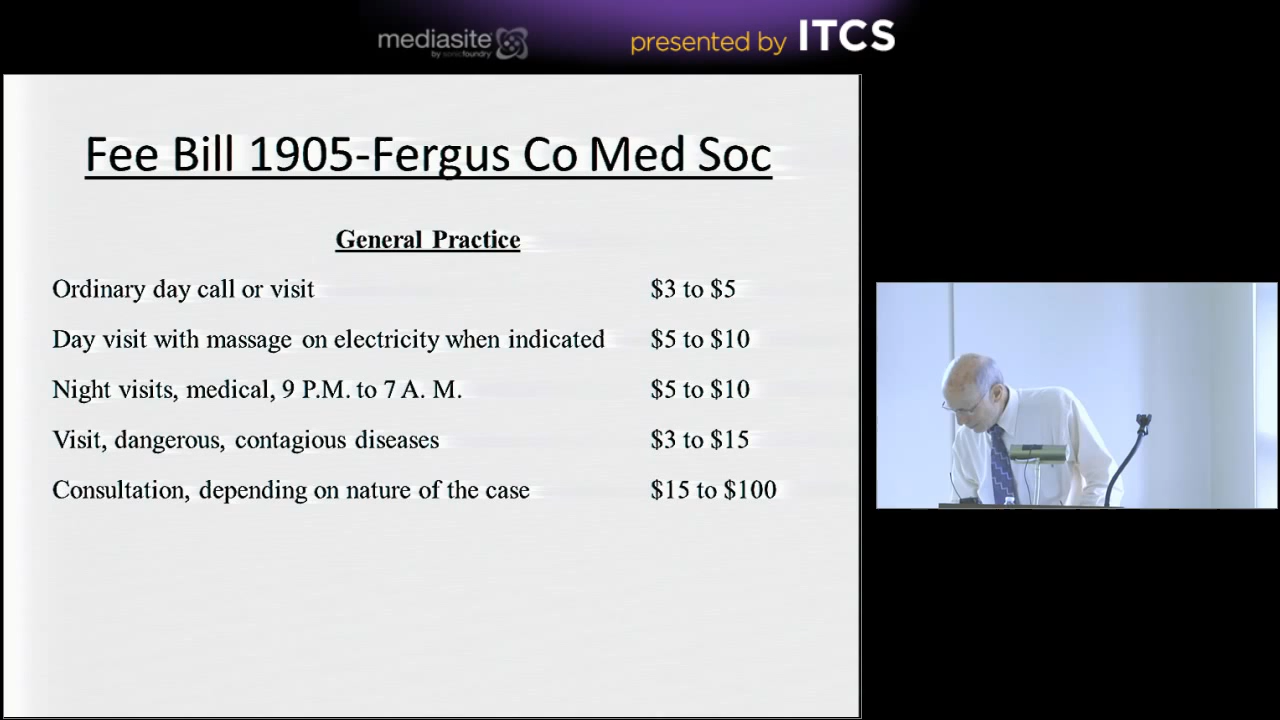 mediasite
by sonicfoundry
presented by ITCS
Fee Bill 1905-Fergus Co Med Soc
General Practice
Ordinary day call or visit $3 to $5
Day visit with massage on electricity when indicated $5 to $10
Night visits, medical, 9 P.M. to 7 A. M. $5 to $10
Visit, dangerous, contagious diseases $3 to $15
Consultation, depending on nature of the case $15 to $100